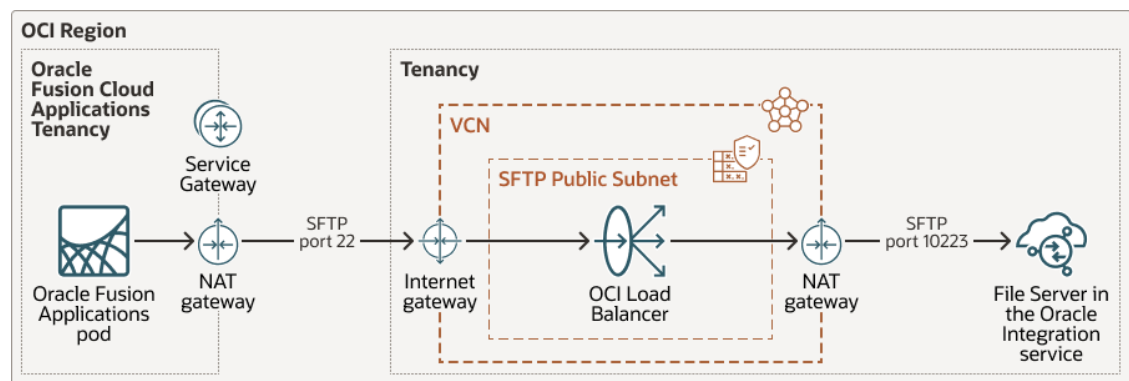 OCI Region
Oracle
Fusion Cloud
Applications
Tenancy
Service
Gateway
Oracle Fusion
Applications
pod
NAT
gateway
SFTP
port 22
Tenancy
VCN
SFTP Public Subnet
Internet
gateway
OCI Load
Balancer
NAT
gateway
SFTP
port 10223
File Server in
the Oracle
Integration
service